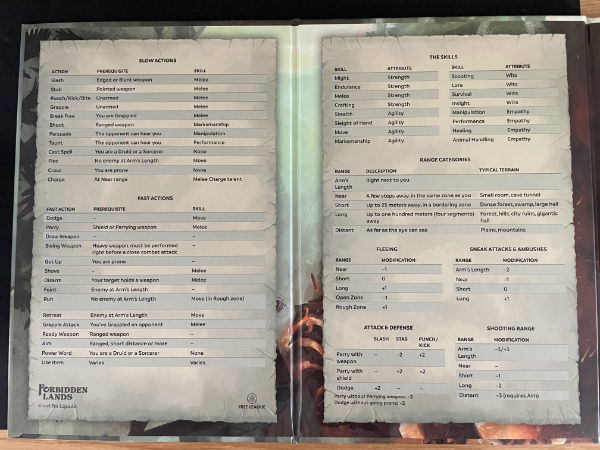 SLOW ACTIONS
ACTION PREREQUISITE SKILL
Slash Edged or Blunt weapon Melee
Stab Pointed weapon Melee
Punch/Kick/Bite Unarmed Melee
Grapple Unarmed Melee
Break Free You are Grappled Melee
Shoot Ranged weapon Marksmanship
Persuade The opponent can hear you Manipulation
Taunt The opponent can hear you Performance
Cast Spell You are a Druid or a Sorcerer None
Flee No enemy at Arm's Length Move
Crawl You are prone None
Charge At Near range Melee Charge talent
FAST ACTIONS
FAST ACTION PREREQUISITE SKILL
Dodge – Move
Parry Shield or Parrying weapon Melee
Draw Weapon – –
Swing Weapon Heavy weapon, must be performed –
right before a close combat attack
Get Up You are prone –
Shove – Melee
Disarm Your target holds a weapon Melee
Feint Enemy at Arm's Length –
Run No enemy at Arm's Length Move (in Rough zone)
Retreat Enemy at Arm's Length Move
Grapple Attack You've Grappled an opponent Melee
Ready Weapon Ranged weapon –
Aim Ranged, Short distance or more –
Power Word You are a Druid or a Sorcerer None
Use Item Varies Varies
FORBIDDEN
LANDS
FREE LEAGUE
THE SKILLS
SKILL ATTRIBUTE SKILL ATTRIBUTE
Might Strength Scouting Wits
Endurance Strength Lore Wits
Melee Strength Survival Wits
Crafting Strength Insight Wits
Stealth Agility Manipulation Empathy
Sleight of Hand Agility Performance Empathy
Move Agility Healing Empathy
Marksmanship Agility Animal Handling Empathy
RANGE CATEGORIES
RANGE DESCRIPTION TYPICAL TERRAIN
Arm's Right next to you
Length
Near A few steps away, in the same zone as you Small room, cave tunnel
Short Up to 25 meters away, in a bordering zone Dense forest, swamp, large hall
Long Up to one hundred meters (four segments) Forest, hills, city ruins, gigantic
away hall
Distant As far as the eye can see Plains, mountains
FLEEING
RANGE MODIFICATION
Near –1
Short 0
Long +1
Open Zone –1
Rough Zone +1
SNEAK ATTACKS & AMBUSHES
RANGE MODIFICATION
Arm's Length –2
Near –1
Short 0
Long +1
ATTACK & DEFENSE
SLASH STAB PUNCH/
KICK
Parry with – –2 +2
weapon
Parry with – –2 +2
shield
Dodge +2 – –
Parry without Parrying weapon: –2
Dodge without going prone: –2
SHOOTING RANGE
RANGE MODIFICATION
Arm's –3/+3
Length
Near –
Short –1
Long –2
Distant –3 (requires Aim)